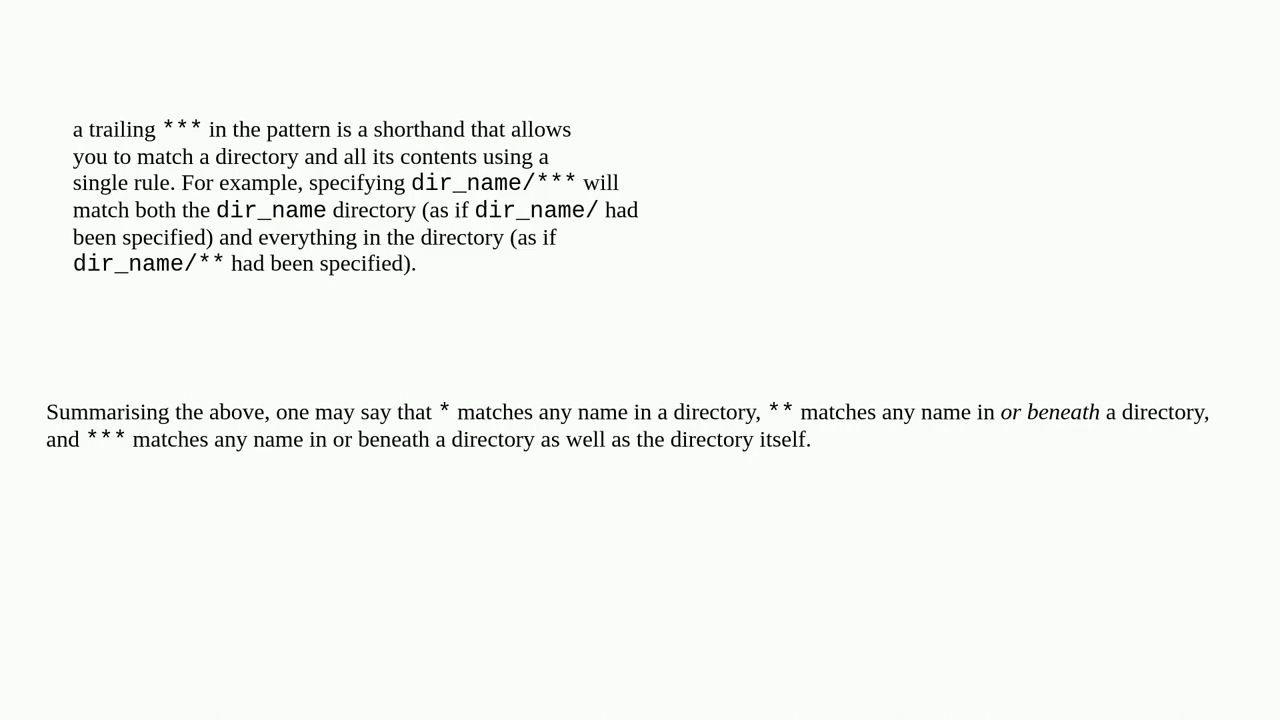 a trailing *** in the pattern is a shorthand that allows
you to match a directory and all its contents using a
single rule. For example, specifying dir_name/*** will
match both the dir_name directory (as if dir_name/ had
been specified) and everything in the directory (as if
dir_name/** had been specified).
Summarising the above, one may say that * matches any name in a directory, ** matches any name in or beneath a directory,
and *** matches any name in or beneath a directory as well as the directory itself.